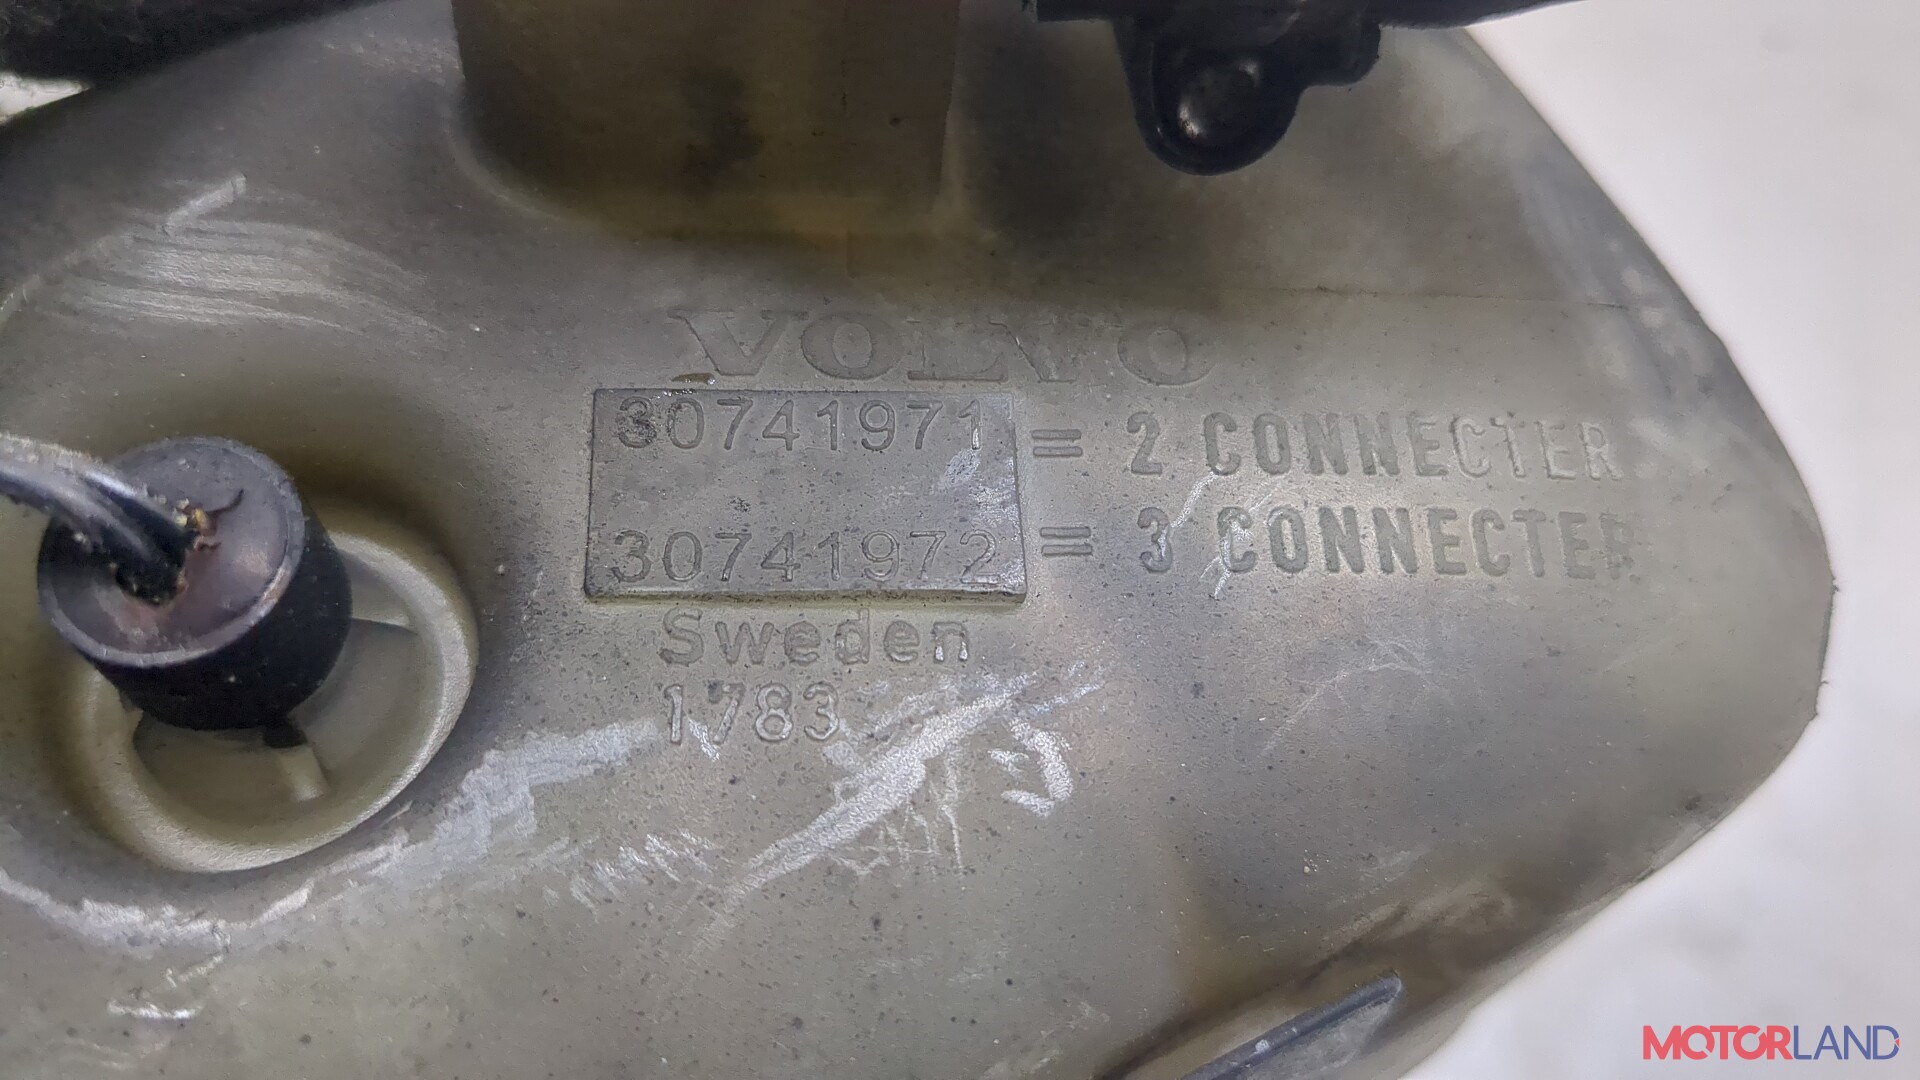 VOLVO
30741971 = 2 CONNECTER
30741972 = 3 CONNECTER
Sweden
1783
MOTORLAND